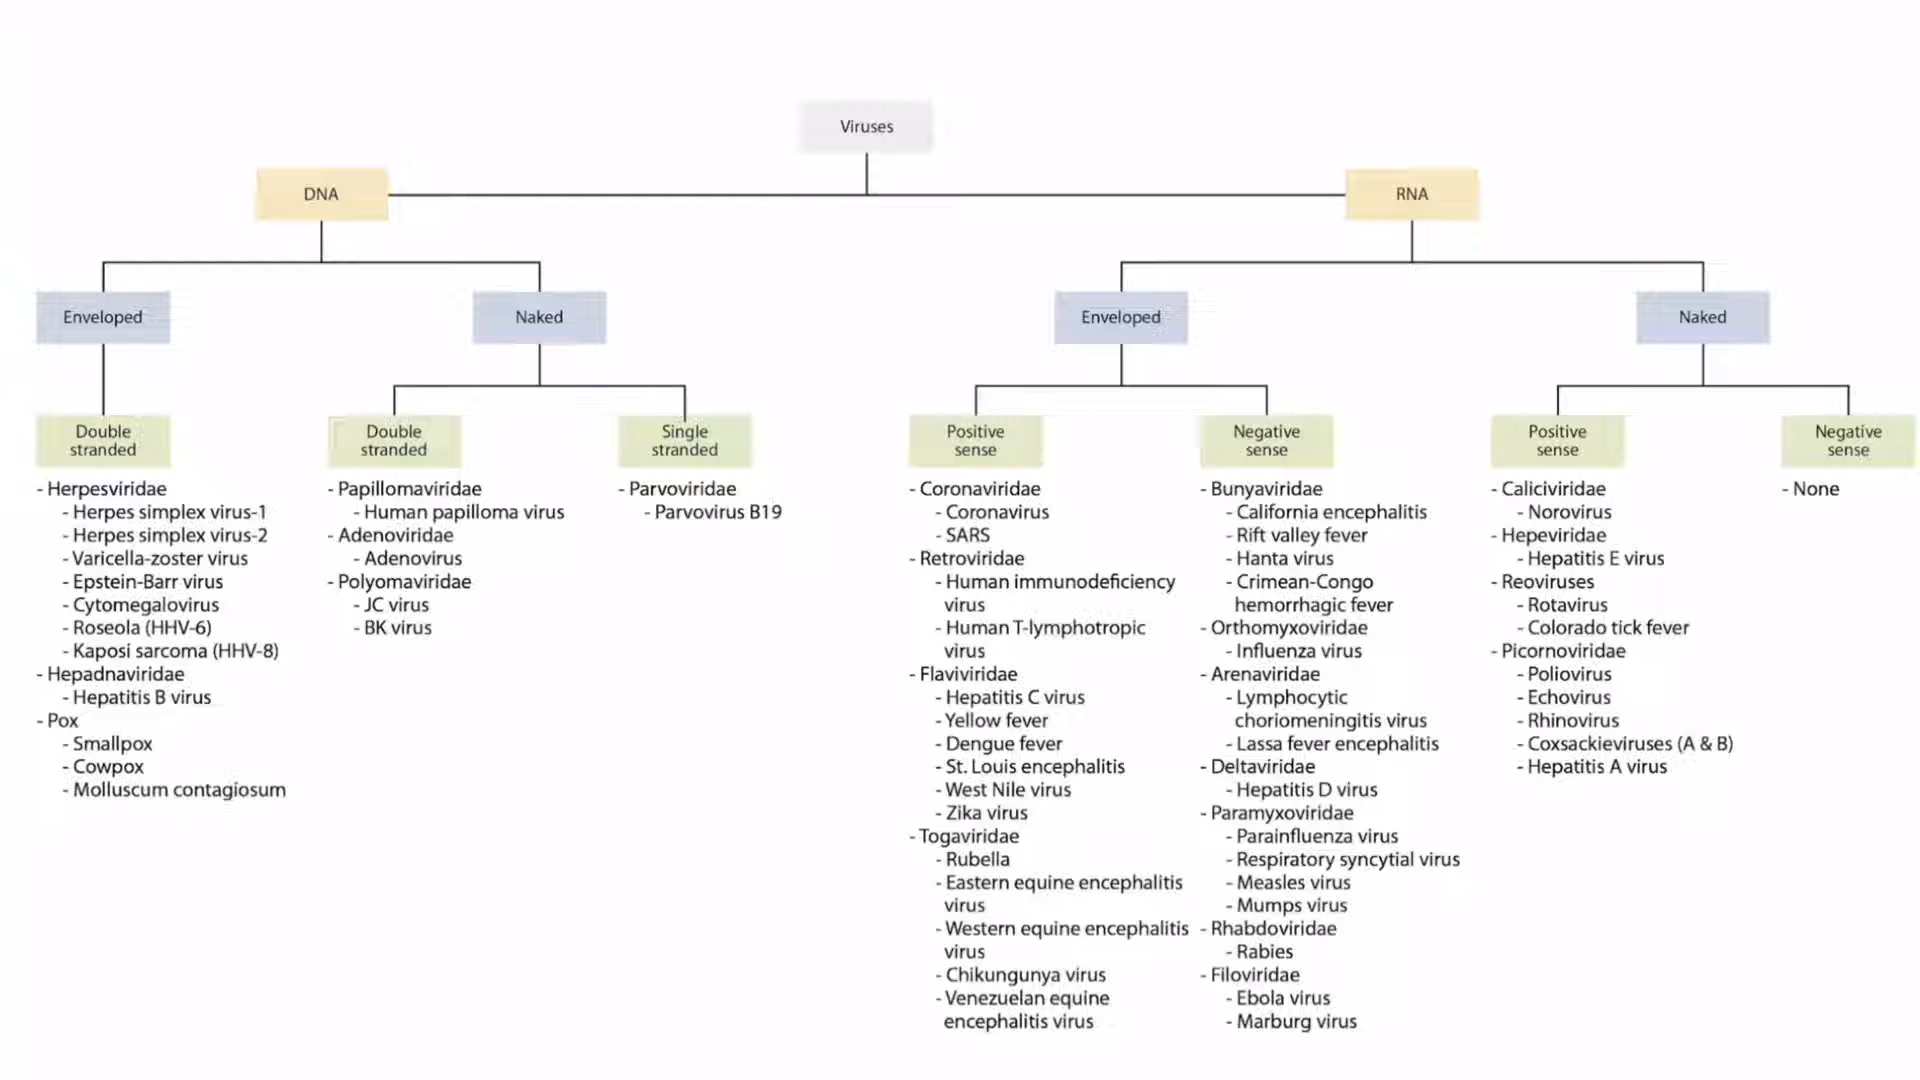 Viruses
DNA
RNA
Enveloped
Naked
Enveloped
Naked
Double
stranded
- Herpesviridae
- Herpes simplex virus-1
- Herpes simplex virus-2
- Varicella-zoster virus
- Epstein-Barr virus
- Cytomegalovirus
- Roseola (HHV-6)
- Kaposi sarcoma (HHV-8)
- Hepadnaviridae
- Hepatitis B virus
- Pox
- Smallpox
- Cowpox
- Molluscum contagiosum
Double
stranded
- Papillomaviridae
- Human papilloma virus
- Adenoviridae
- Adenovirus
- Polyomaviridae
- JC virus
- BK virus
Single
stranded
- Parvoviridae
- Parvovirus B19
Positive
sense
- Coronaviridae
- Coronavirus
- SARS
- Retroviridae
- Human immunodeficiency
virus
- Human T-lymphotropic
virus
- Flaviviridae
- Hepatitis C virus
- Yellow fever
- Dengue fever
- St. Louis encephalitis
- West Nile virus
- Zika virus
- Togaviridae
- Rubella
- Eastern equine encephalitis
virus
- Western equine encephalitis
virus
- Chikungunya virus
- Venezuelan equine
encephalitis virus
Negative
sense
- Bunyaviridae
- California encephalitis
- Rift valley fever
- Hanta virus
- Crimean-Congo
hemorrhagic fever
- Orthomyxoviridae
- Influenza virus
- Arenaviridae
- Lymphocytic
choriomeningitis virus
- Lassa fever encephalitis
- Deltaviridae
- Hepatitis D virus
- Paramyxoviridae
- Parainfluenza virus
- Respiratory syncytial virus
- Measles virus
- Mumps virus
- Rhabdoviridae
- Rabies
- Filoviridae
- Ebola virus
- Marburg virus
Positive
sense
- Caliciviridae
- Norovirus
- Hepeviridae
- Hepatitis E virus
- Reoviruses
- Rotavirus
- Colorado tick fever
- Picornoviridae
- Poliovirus
- Echovirus
- Rhinovirus
- Coxsackieviruses (A & B)
- Hepatitis A virus
Negative
sense
- None